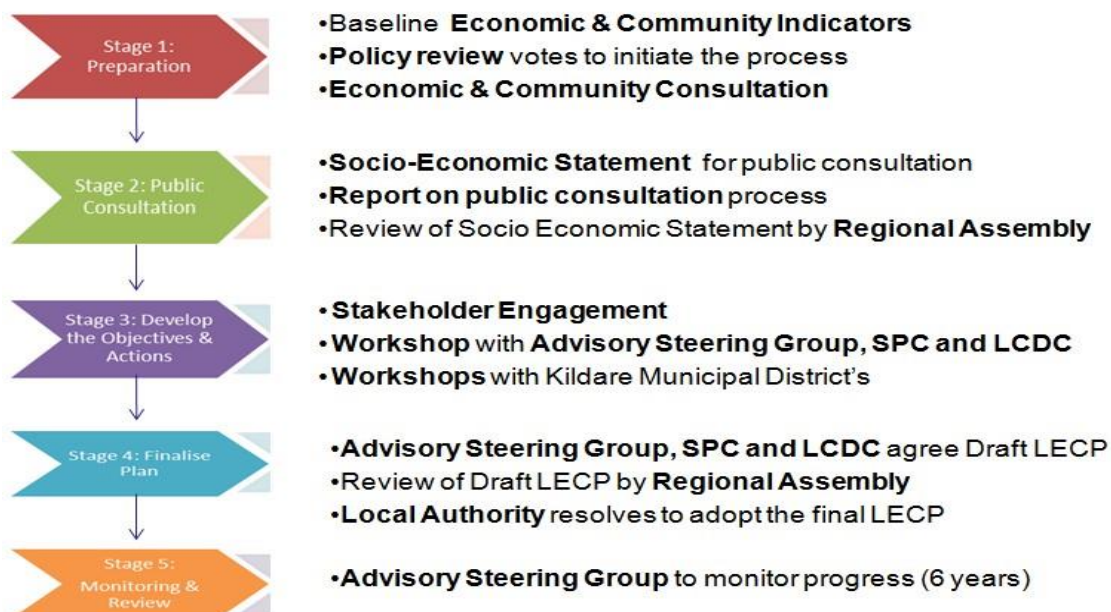 Stage 1:
Preparation
•Baseline Economic & Community Indicators
•Policy review votes to initiate the process
•Economic & Community Consultation
Stage 2: Public
Consultation
•Socio-Economic Statement for public consultation
•Report on public consultation process
•Review of Socio Economic Statement by Regional Assembly
Stage 3: Develop
the Objectives &
Actions
•Stakeholder Engagement
•Workshop with Advisory Steering Group, SPC and LCDC
•Workshops with Kildare Municipal District’s
Stage 4: Finalise
Plan
•Advisory Steering Group, SPC and LCDC agree Draft LECP
•Review of Draft LECP by Regional Assembly
•Local Authority resolves to adopt the final LECP
Stage 5:
Monitoring &
Review
•Advisory Steering Group to monitor progress (6 years)